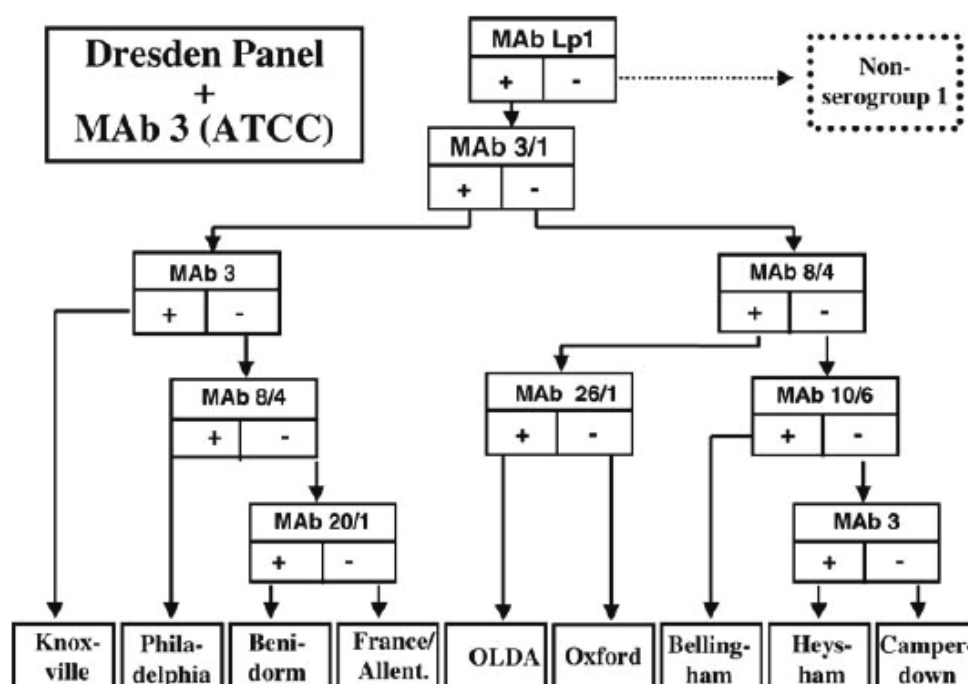 Dresden Panel
+
MAb 3 (ATCC)
MAb Lp1
+ -
Non-
serogroup 1
MAb 3/1
+ -
MAb 3
+ -
MAb 8/4
+ -
MAb 8/4
+ -
MAb 26/1
+ -
MAb 10/6
+ -
MAb 20/1
+ -
MAb 3
+ -
Knox-
ville
Phila-
delphia
Beni-
dorm
France/
Allent.
OLDA
Oxford
Belling-
ham
Heys-
ham
Camper-
down